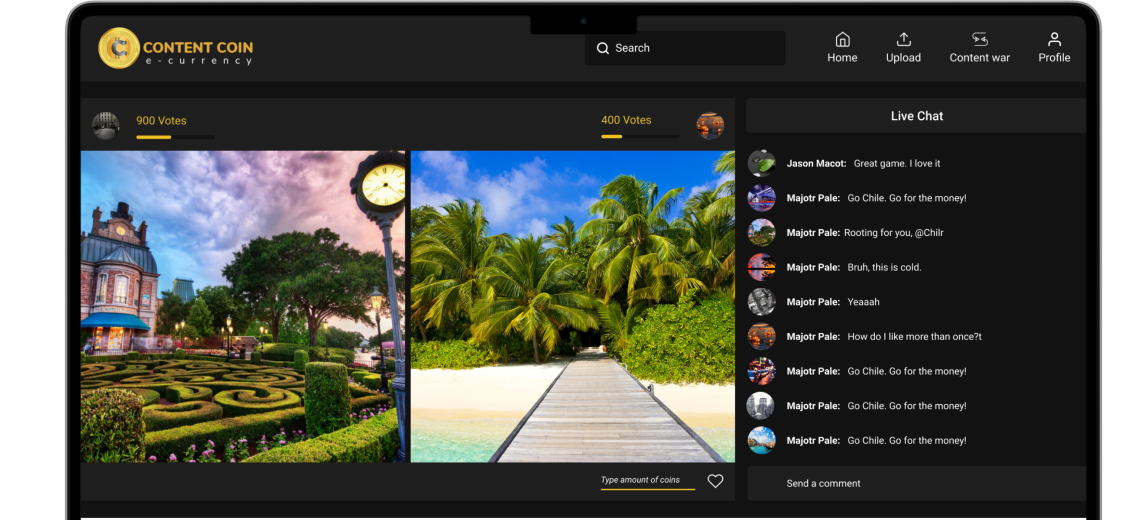 CONTENT COIN
e-currency
Search
Home
Upload
Content war
Profile
900 Votes
400 Votes
Live Chat
Jason Macot: Great game. I love it
Majotr Pale: Go Chile. Go for the money!
Majotr Pale: Rooting for you, @Chilr
Majotr Pale: Bruh, this is cold.
Majotr Pale: Yeaaah
Majotr Pale: How do I like more than once?t
Majotr Pale: Go Chile. Go for the money!
Majotr Pale: Go Chile. Go for the money!
Majotr Pale: Go Chile. Go for the money!
Type amount of coins
Send a comment